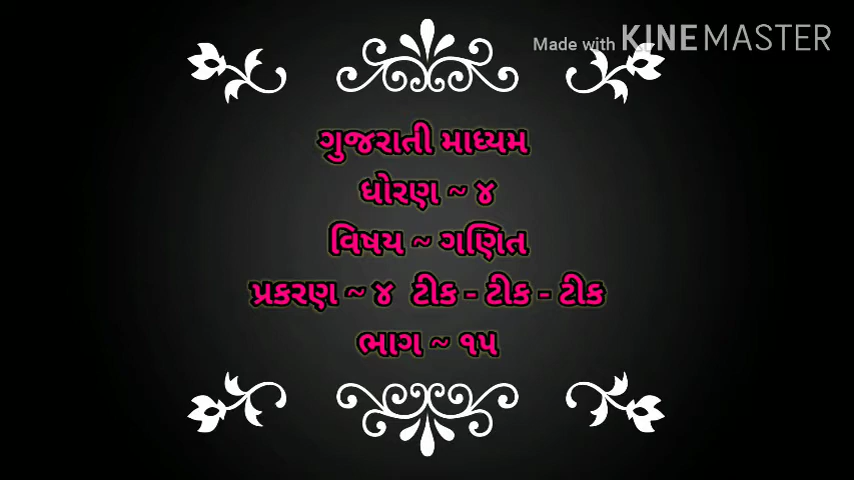 Made with KINEMASTER
ગુજરાતી માધ્યમ
ધોરણ ~ ૪
વિષય ~ ગણિત
પ્રકરણ ~ ૪ ટીક - ટીક - ટીક
ભાગ ~ ૧૫